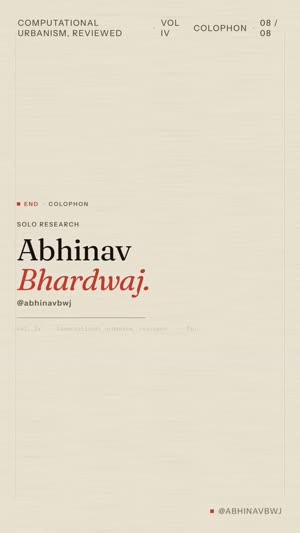 COMPUTATIONAL URBANISM, REVIEWED · VOL IV COLOPHON · 08 / 08
END · COLOPHON
SOLO RESEARCH
Abhinav
Bhardwaj.
@abhinavbwj
@ABHINAVBWJ